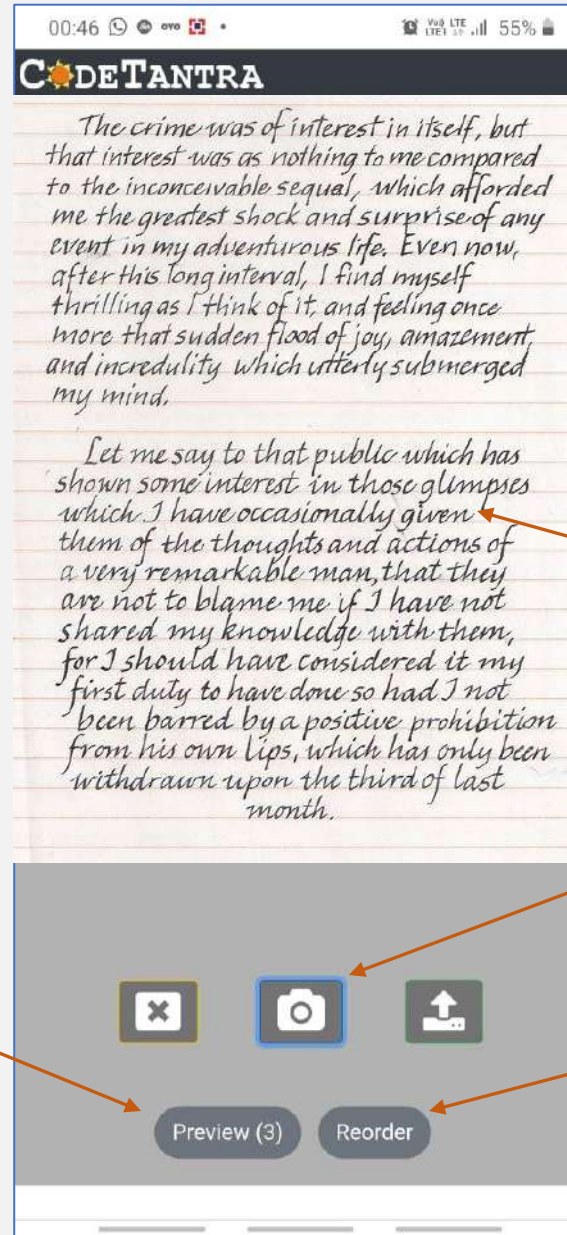 00:46 oyo VoD LTE LTE1 55%
CODETANTRA
The crime was of interest in itself, but
that interest was as nothing to me compared
to the inconceivable sequel, which afforded
me the greatest shock and surprise of any
event in my adventurous life. Even now,
after this long interval, I find myself
thrilling as I think of it, and feeling once
more that sudden flood of joy, amazement,
and incredulity which utterly submerged
my mind.
Let me say to that public which has
shown some interest in those glimpses
which I have occasionally given
them of the thoughts and actions of
a very remarkable man, that they
are not to blame me if I have not
shared my knowledge with them,
for I should have considered it my
first duty to have done so had I not
been barred by a positive prohibition
from his own lips, which has only been
withdrawn upon the third of last
month.
Preview (3) Reorder